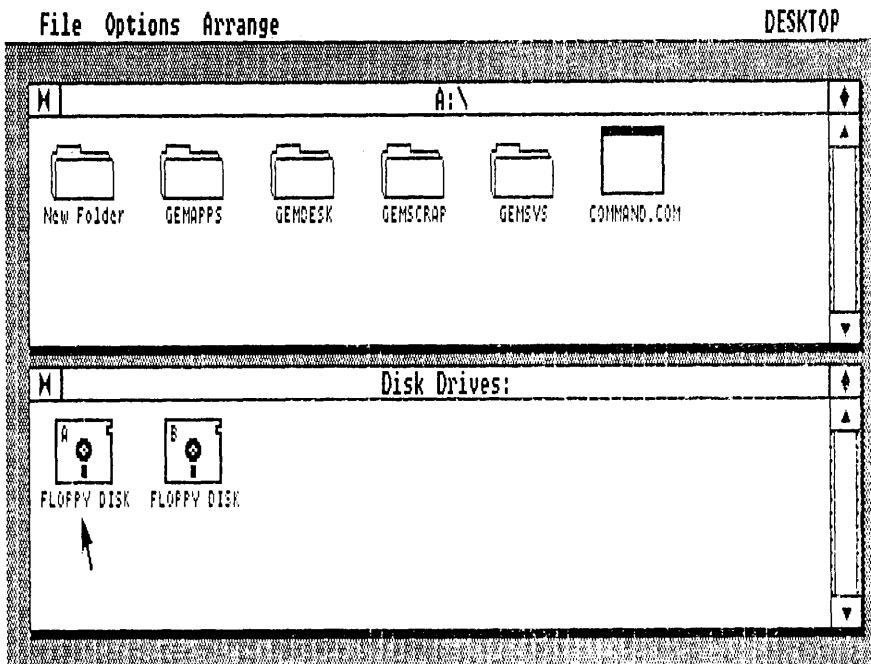 File Options Arrange DESKTOP
A:\
New Folder GEMAPPS GEMDESK GEMSCRAP GEMSYS COMMAND.COM
Disk Drives:
A B
FLOPPY DISK FLOPPY DISK